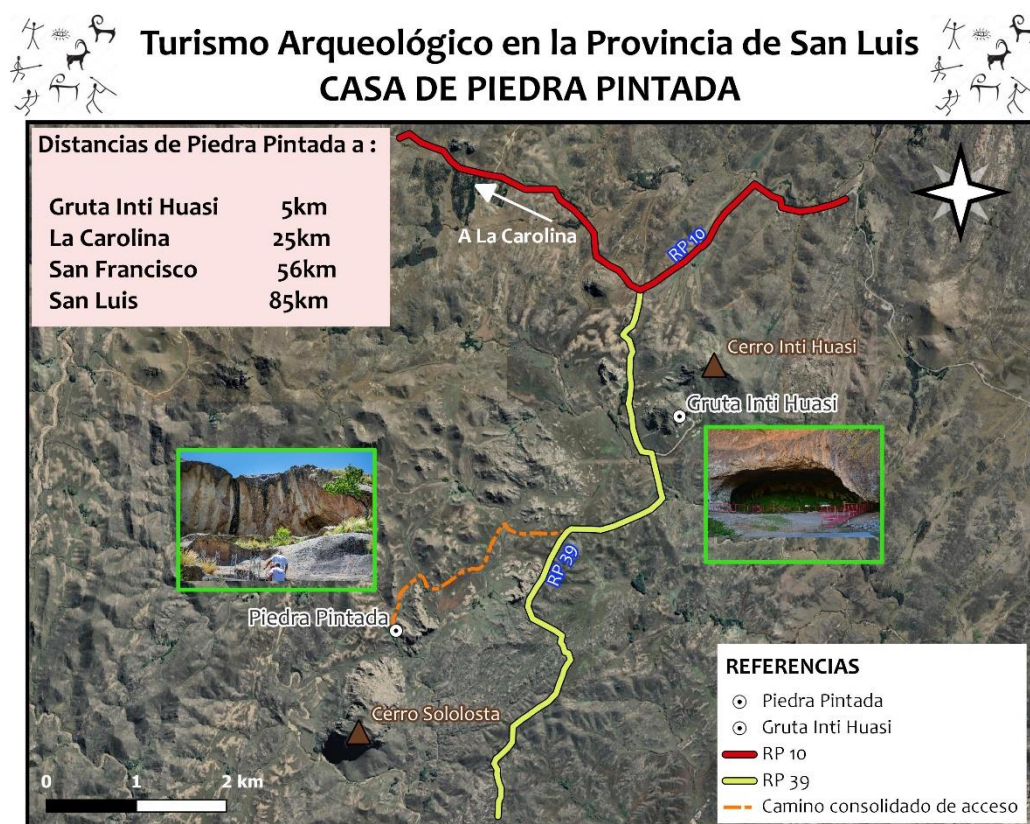 Turismo Arqueológico en la Provincia de San Luis
CASA DE PIEDRA PINTADA
Distancias de Piedra Pintada a :
Gruta Inti Huasi 5km
La Carolina 25km
San Francisco 56km
San Luis 85km
A La Carolina
RP 10
Cerro Inti Huasi
Gruta Inti Huasi
RP 39
Piedra Pintada
Cerro Sololosta
0 1 2 km
REFERENCIAS
Piedra Pintada
Gruta Inti Huasi
RP 10
RP 39
Camino consolidado de acceso